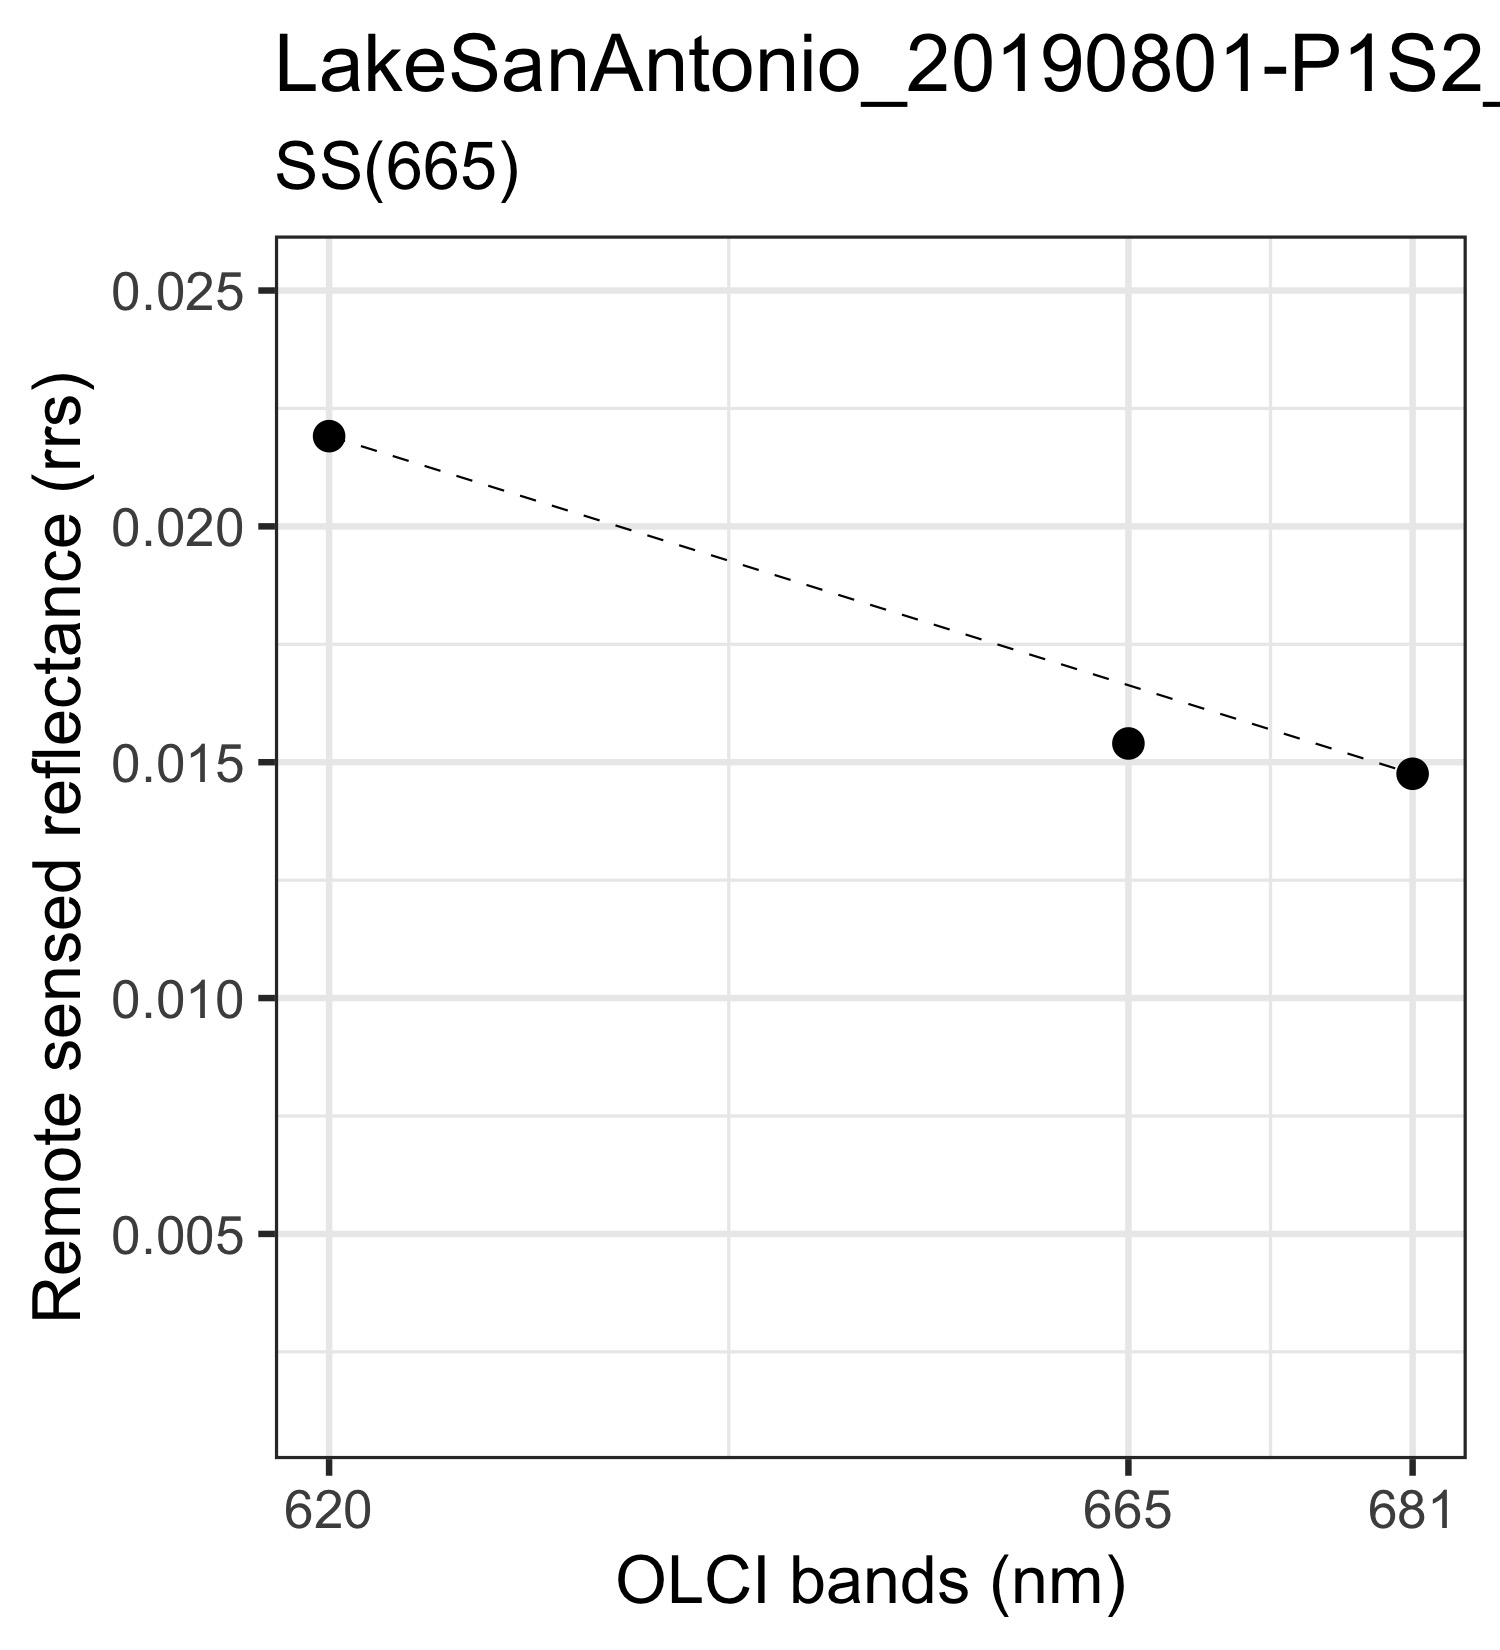 LakeSanAntonio_20190801-P1S2_
SS(665)
0.025
0.020
0.015
0.010
0.005
Remote sensed reflectance (rrs)
620
665
681
OLCI bands (nm)